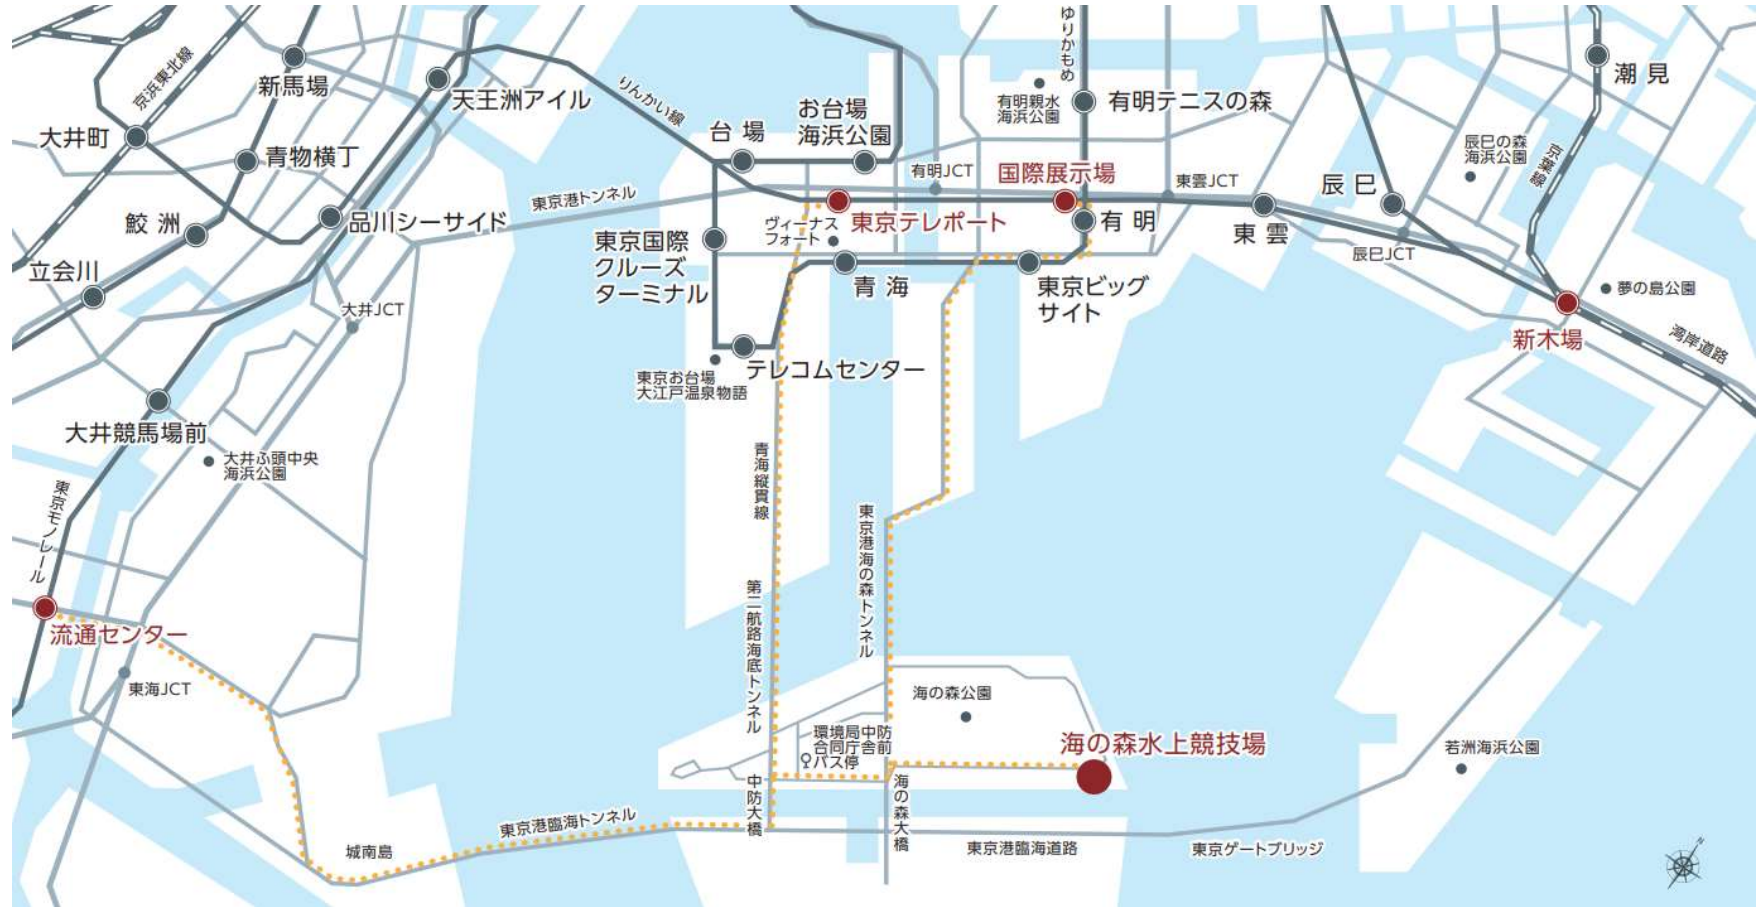 京浜東北線
新馬場
天王洲アイル
大井町
青物横丁
鮫洲
品川シーサイド
立会川
大井JCT
大井競馬場前
大井ふ頭中央
海浜公園
東京モノレール
流通センター
東海JCT
城南島
りんかい線
東京港トンネル
台場
お台場
海浜公園
ゆりかもめ
有明親水
海浜公園
有明テニスの森
有明JCT
国際展示場
東雲JCT
東京テレポート
ヴィーナス
フォート
有明
東京国際
クルーズ
ターミナル
青海
東京ビッグ
サイト
テレコムセンター
東京お台場
大江戸温泉物語
東雲
辰巳
辰巳JCT
辰巳の森
海浜公園
京葉線
潮見
夢の島公園
新木場
湾岸道路
青海縦貫線
第二航路海底トンネル
東京港海の森トンネル
海の森公園
環境局中防
合同庁舎前
バス停
海の森水上競技場
若洲海浜公園
中防大橋
海の森大橋
東京港臨海トンネル
東京港臨海道路
東京ゲートブリッジ
N